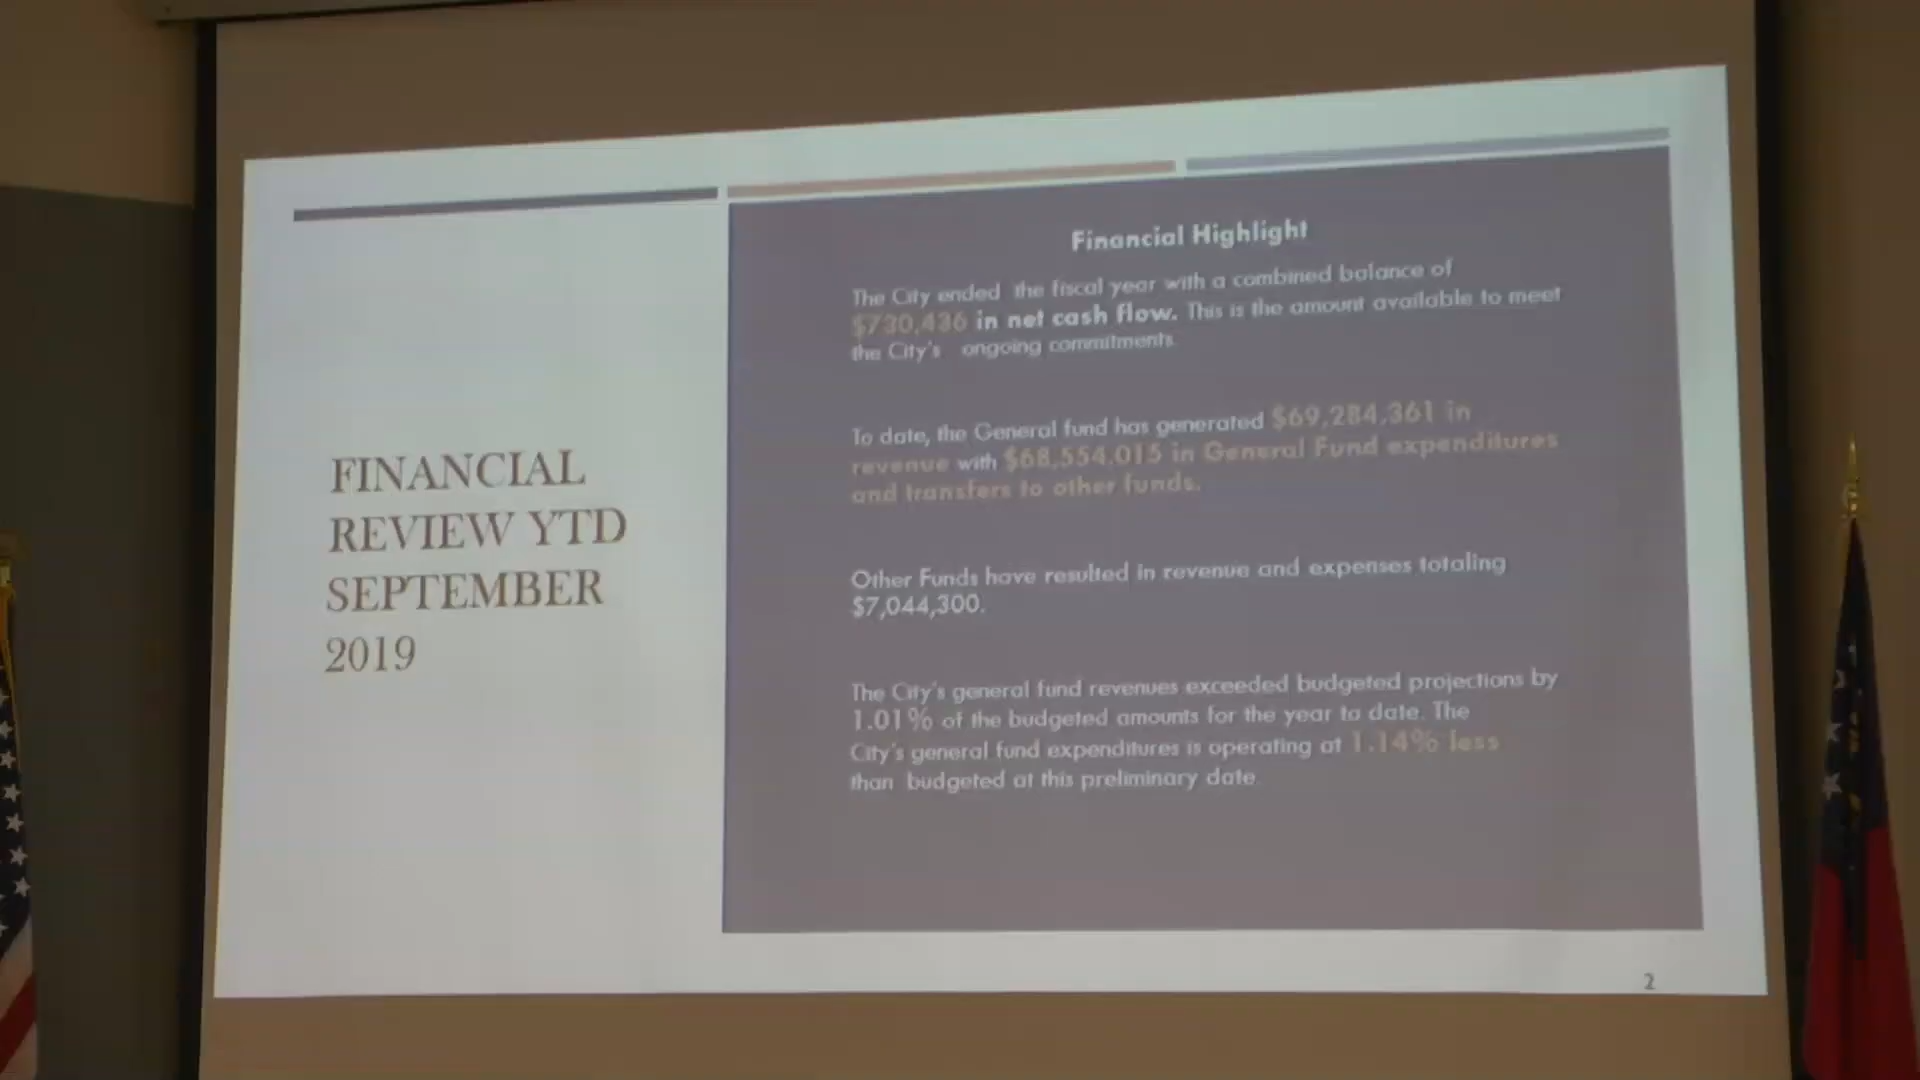 FINANCIAL
REVIEW YTD
SEPTEMBER
2019
Financial Highlight
The City ended the fiscal year with a combined balance of
$730,436 in net cash flow. This is the amount available to meet
the City's ongoing commitments.
To date, the General fund has generated $69,284,361 in
revenue with $68,554,015 in General Fund expenditures
and transfers to other funds.
Other Funds have resulted in revenue and expenses totaling
$7,044,300.
The City's general fund revenues exceeded budgeted projections by
1.01% of the budgeted amounts for the year to date. The
City's general fund expenditures is operating at 1.14% less
than budgeted at this preliminary date.
2